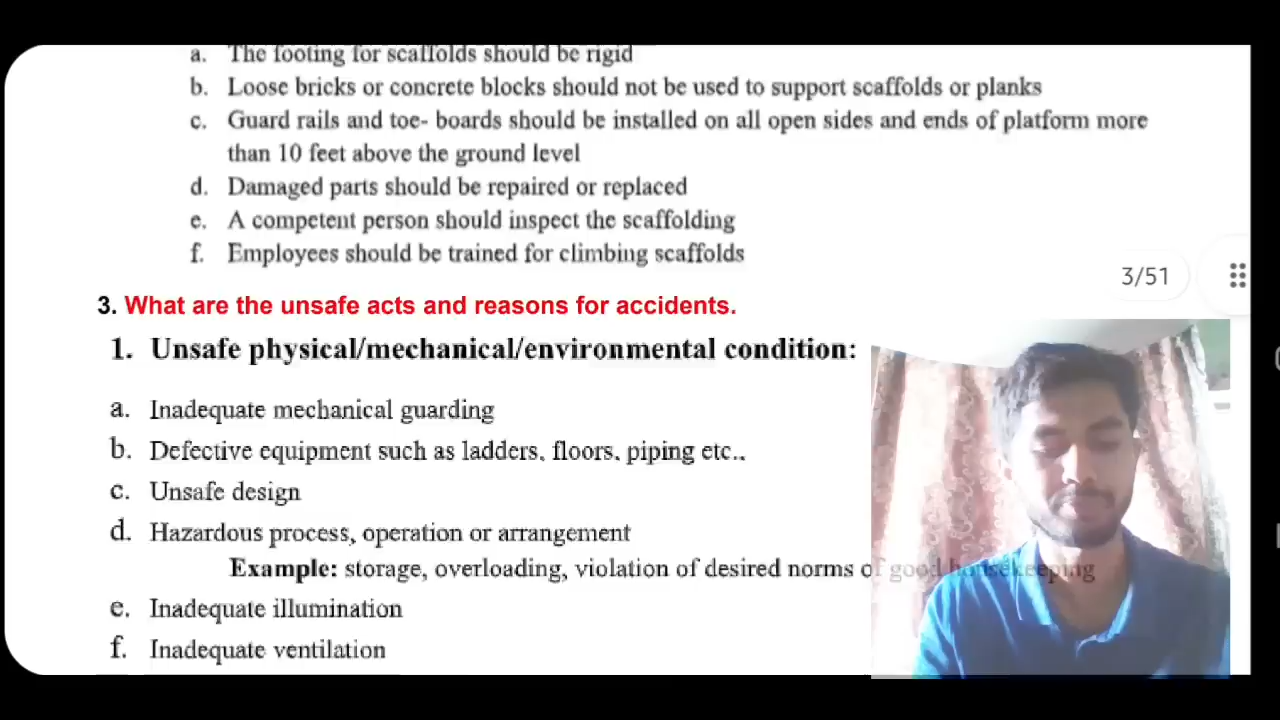 a. The footing for scaffolds should be rigid
b. Loose bricks or concrete blocks should not be used to support scaffolds or planks
c. Guard rails and toe- boards should be installed on all open sides and ends of platform more
than 10 feet above the ground level
d. Damaged parts should be repaired or replaced
e. A competent person should inspect the scaffolding
f. Employees should be trained for climbing scaffolds
3/51
3. What are the unsafe acts and reasons for accidents.
1. Unsafe physical/mechanical/environmental condition:
a. Inadequate mechanical guarding
b. Defective equipment such as ladders, floors, piping etc..
c. Unsafe design
d. Hazardous process, operation or arrangement
Example: storage, overloading, violation of desired norms of good housekeeping
e. Inadequate illumination
f. Inadequate ventilation